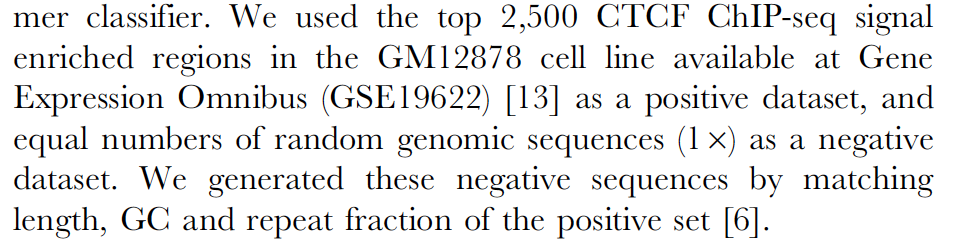 mer classifier. We used the top 2,500 CTCF ChIP-seq signal
enriched regions in the GM12878 cell line available at Gene
Expression Omnibus (GSE19622) [13] as a positive dataset, and
equal numbers of random genomic sequences (1×) as a negative
dataset. We generated these negative sequences by matching
length, GC and repeat fraction of the positive set [6].